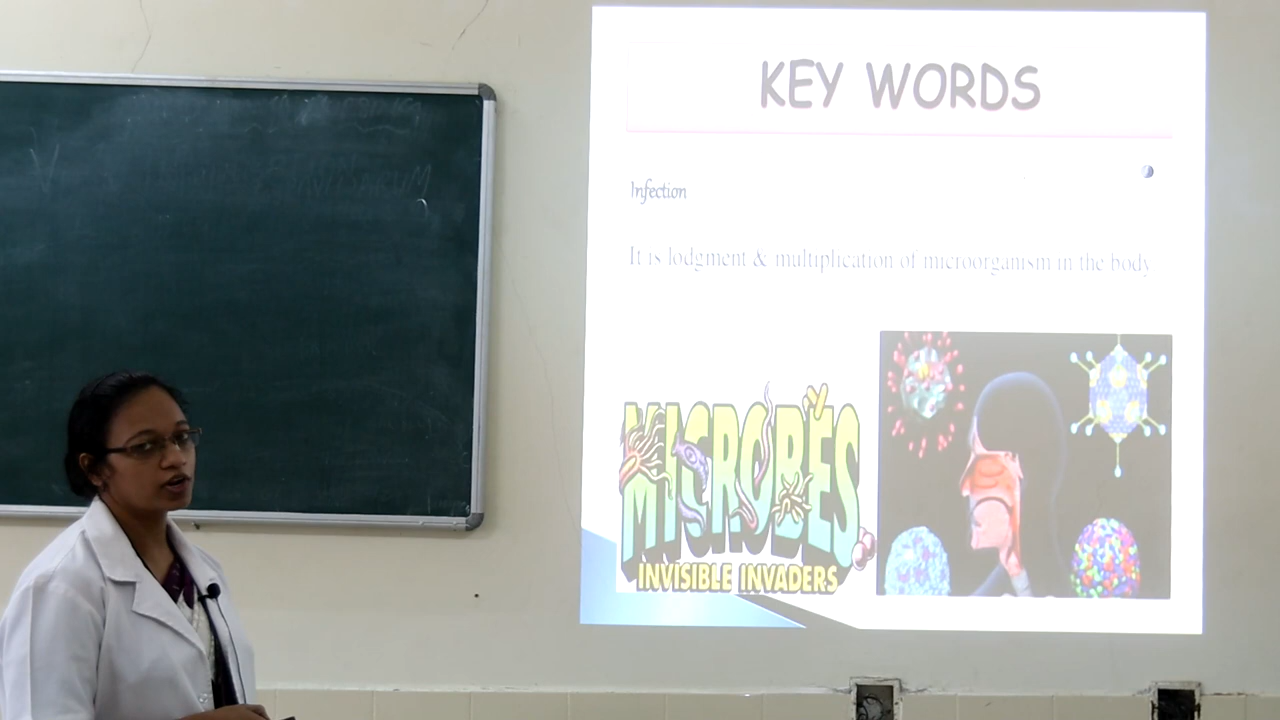 KEY WORDS
Infection
It is lodgment & multiplication of microorganism in the body
MICROBES
INVISIBLE INVADERS